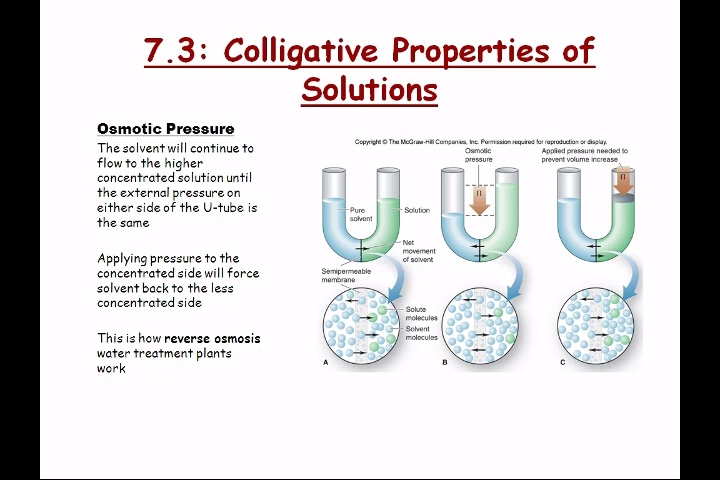 7.3: Colligative Properties of
Solutions
Osmotic Pressure
The solvent will continue to
flow to the higher
concentrated solution until
the external pressure on
either side of the U-tube is
the same
Applying pressure to the
concentrated side will force
solvent back to the less
concentrated side
This is how reverse osmosis
water treatment plants
work
Copyright © The McGraw-Hill Companies, Inc. Permission required for reproduction or display.
Osmotic
pressure
Applied pressure needed to
prevent volume increase
Π
Π
Pure
solvent
Solution
Net
movement
of solvent
Semipermeable
membrane
Solute
molecules
Solvent
molecules
A
B
C